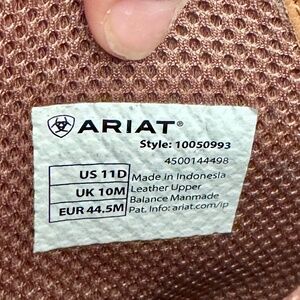 ARIAT®
Style: 10050993
4500144498
US 11D Made in Indonesia
UK 10M Leather Upper
EUR 44.5M Balance Manmade
Pat. Info: ariat.com/ip